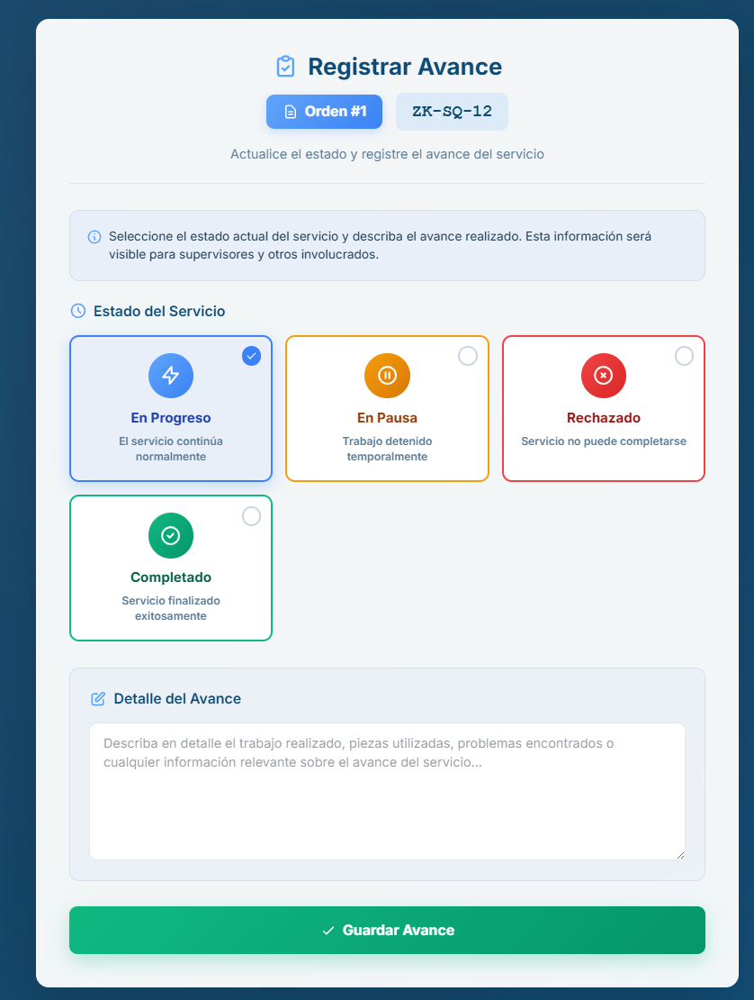 Registrar Avance
Orden #1
ZK-SQ-12
Actualice el estado y registre el avance del servicio
Seleccione el estado actual del servicio y describa el avance realizado. Esta información será
visible para supervisores y otros involucrados.
Estado del Servicio
En Progreso
El servicio continúa
normalmente
En Pausa
Trabajo detenido
temporalmente
Rechazado
Servicio no puede completarse
Completado
Servicio finalizado
exitosamente
Detalle del Avance
Describa en detalle el trabajo realizado, piezas utilizadas, problemas encontrados o
cualquier información relevante sobre el avance del servicio...
Guardar Avance